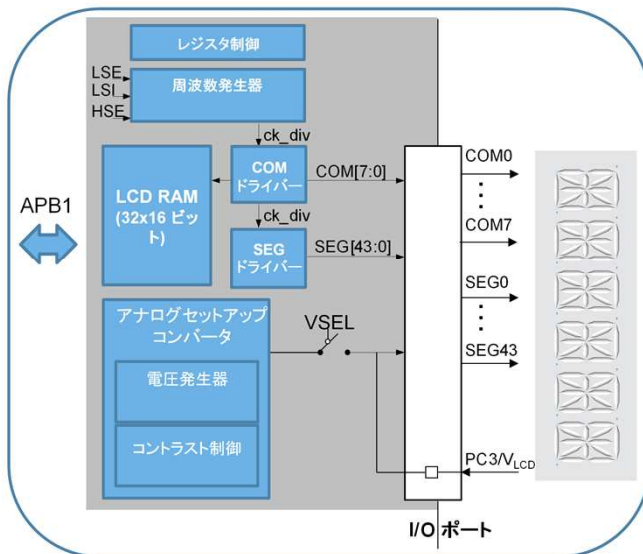 レジスタ制御
LSE
LSI
HSE
周波数発生器
ck_div
LCD RAM
(32x16 ビッ
ト)
COM
ドライバー
COM[7:0]
ck_div
SEG
ドライバー
SEG[43:0]
APB1
アナログセットアップ
コンバータ
電圧発生器
コントラスト制御
VSEL
COM0
COM7
SEG0
SEG43
PC3/VLCD
I/O ポート